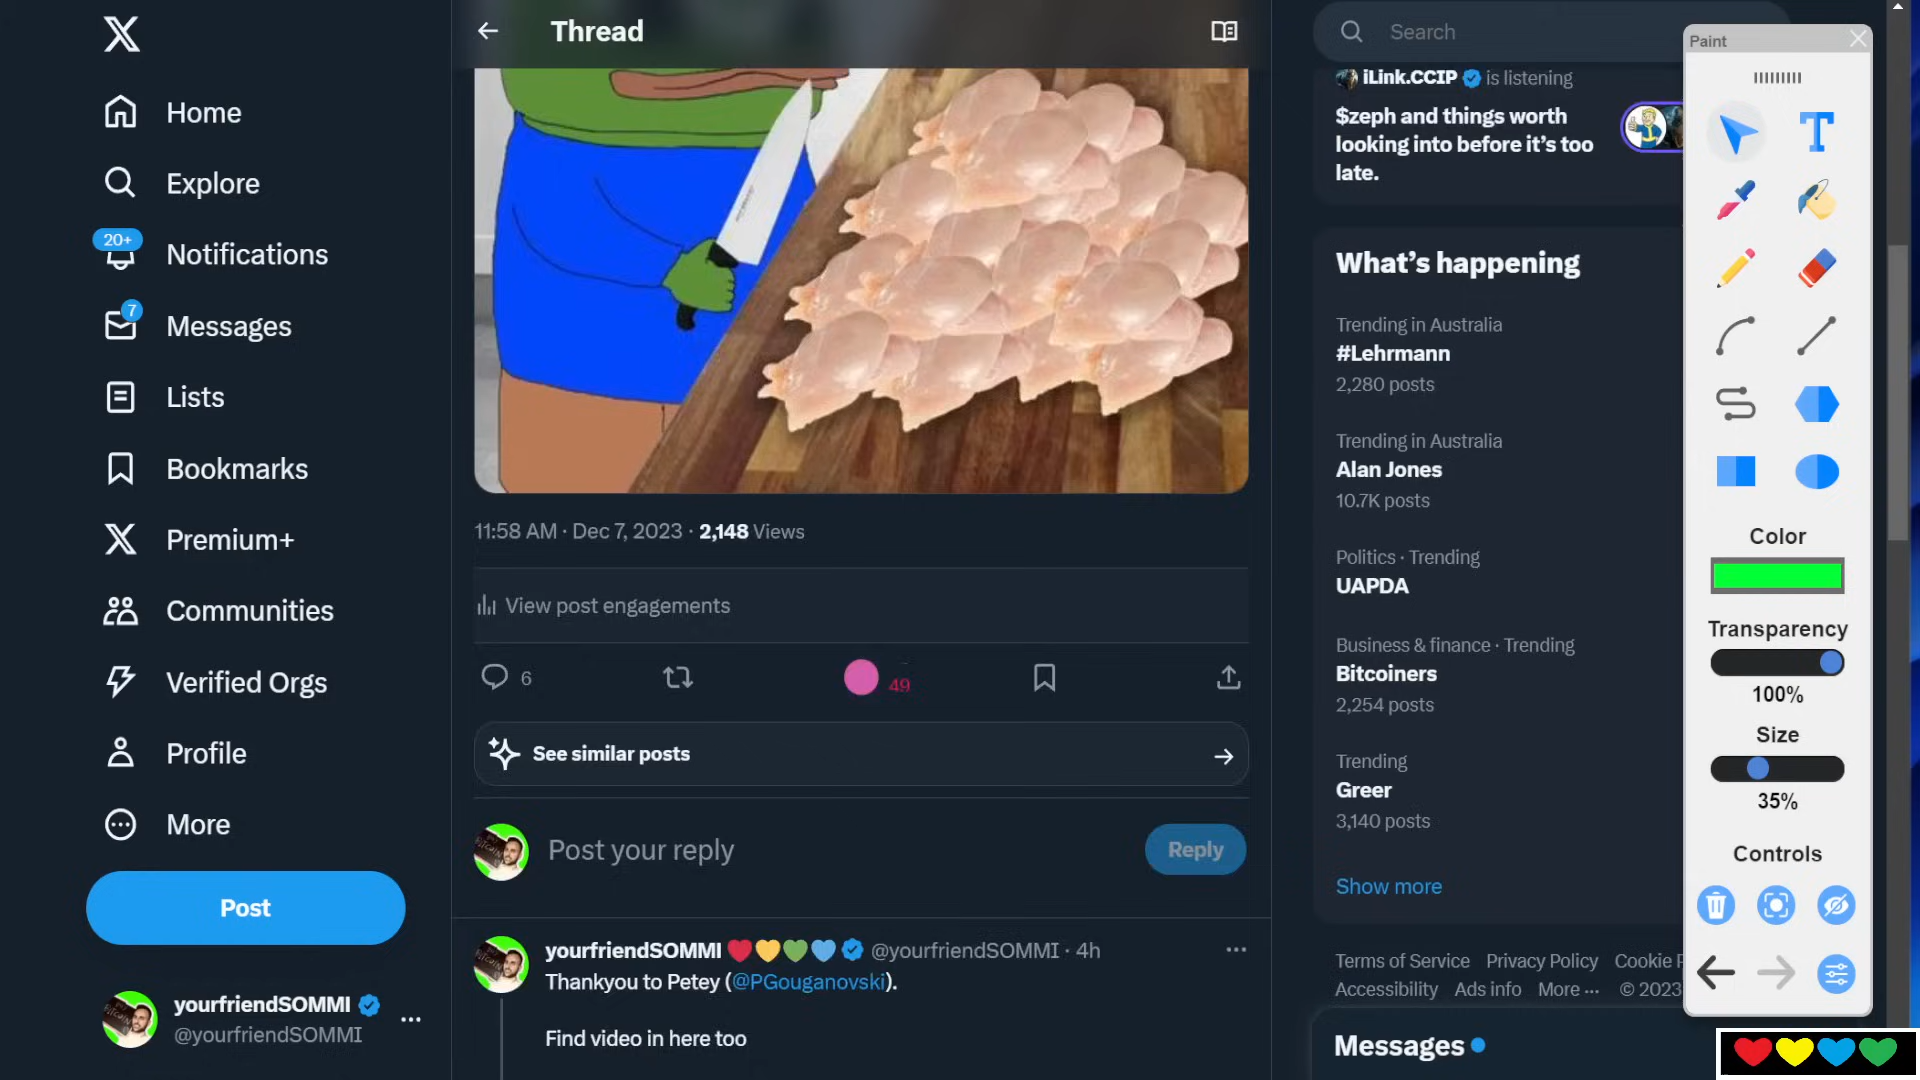 Home
Explore
20+
Notifications
7
Messages
Lists
Bookmarks
Premium+
Communities
Verified Orgs
Profile
More
Post
yourfriendSOMMI
@yourfriendSOMMI
Thread
11:58 AM · Dec 7, 2023 · 2,148 Views
View post engagements
6
49
See similar posts
Post your reply
Reply
yourfriendSOMMI @yourfriendSOMMI · 4h
Thankyou to Petey (@PGouganovski).
Find video in here too
Search
iLink.CCIP is listening
$zeph and things worth
looking into before it’s too
late.
What’s happening
Trending in Australia
#Lehrmann
2,280 posts
Trending in Australia
Alan Jones
10.7K posts
Politics · Trending
UAPDA
Business & finance · Trending
Bitcoiners
2,254 posts
Trending
Greer
3,140 posts
Show more
Terms of Service Privacy Policy Cookie
Accessibility Ads info More ··· © 2023
Messages
Paint
Color
Transparency
100%
Size
35%
Controls